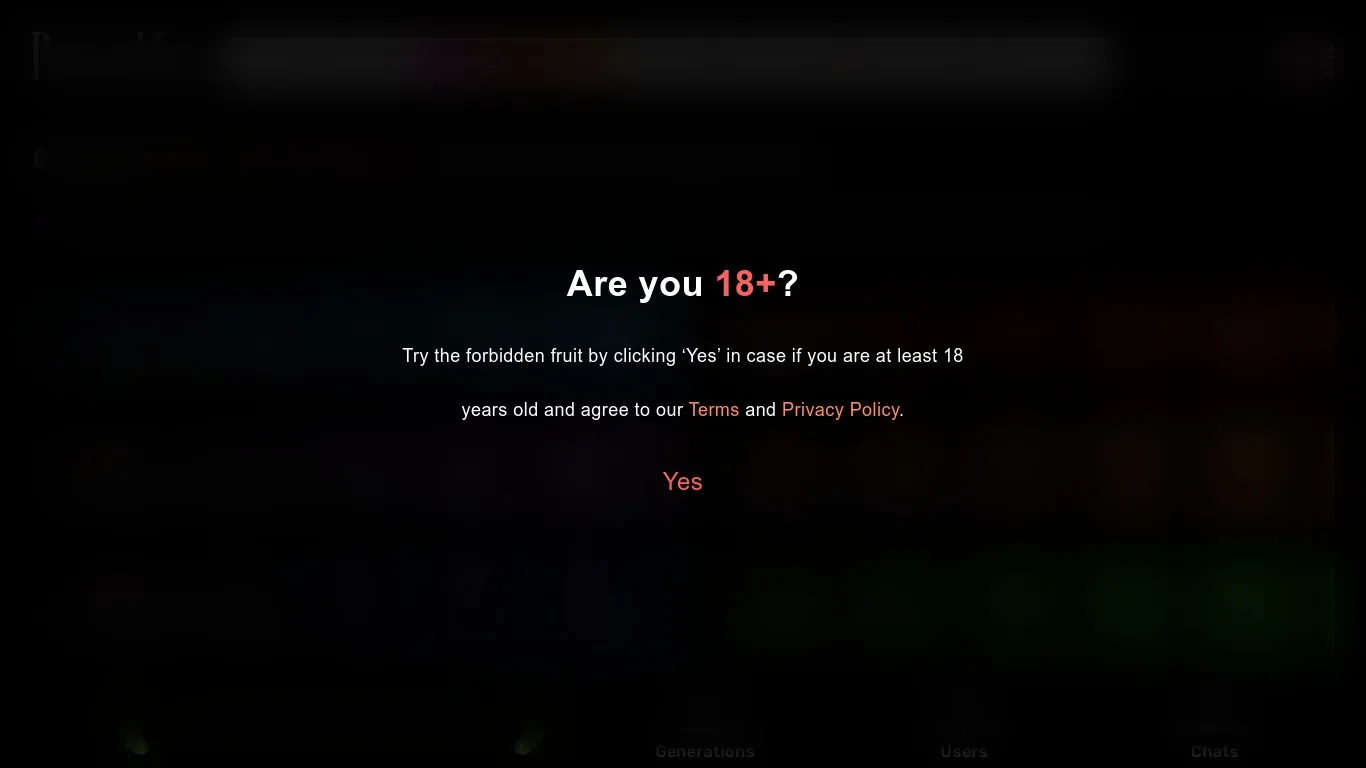 Are you 18+?
Try the forbidden fruit by clicking ‘Yes’ in case if you are at least 18
years old and agree to our Terms and Privacy Policy.
Yes
Generations
Users
Chats